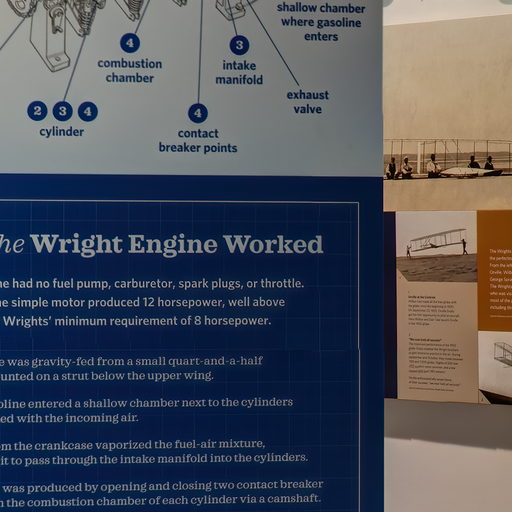 shallow chamber
where gasoline
enters
4
combustion
chamber
3
intake
manifold
exhaust
valve
2 3 4
cylinder
4
contact
breaker points
he Wright Engine Worked
ne had no fuel pump, carburetor, spark plugs, or throttle.
e simple motor produced 12 horsepower, well above
Wrights' minimum requirement of 8 horsepower.
e was gravity-fed from a small quart-and-a-half
unted on a strut below the upper wing.
oline entered a shallow chamber next to the cylinders
ed with the incoming air.
om the crankcase vaporized the fuel-air mixture,
it to pass through the intake manifold into the cylinders.
was produced by opening and closing two contact breaker
n the combustion chamber of each cylinder via a camshaft.